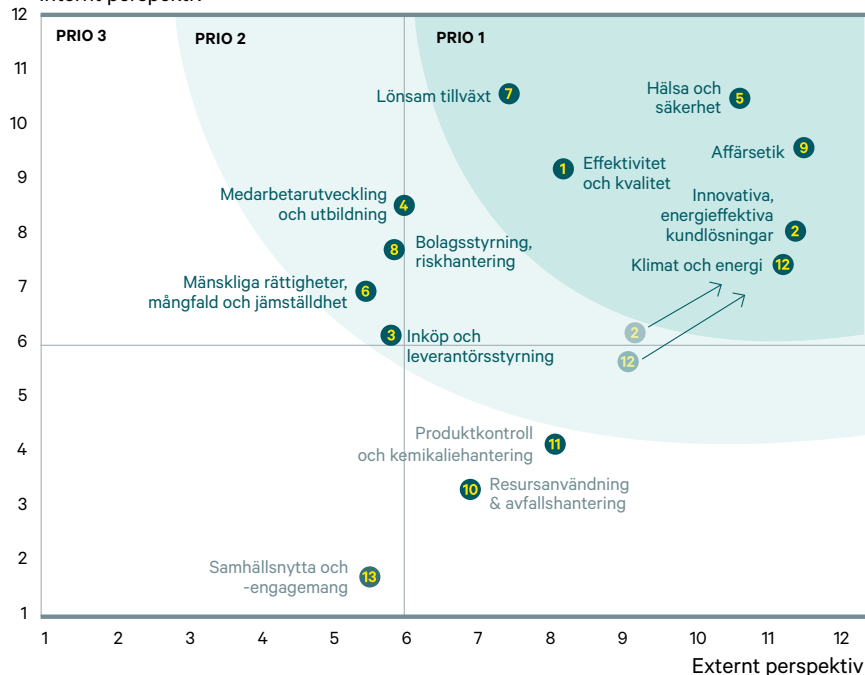 Internt perspektiv
12
PRIO 3
PRIO 2
PRIO 1
11
Lönsam tillväxt
7
Hälsa och
säkerhet
5
10
Affärsetik
9
9
1
Effektivitet
och kvalitet
Medarbetarutveckling
och utbildning
4
Innovativa,
energieffektiva
kundlösningar
2
8
8
Bolagsstyrning,
riskhantering
Klimat och energi
12
7
Mänskliga rättigheter,
mångfald och jämställdhet
6
6
3
Inköp och
leverantörsstyrning
2
12
5
4
Produktkontroll
och kemikaliehantering
11
10
Resursanvändning
& avfallshantering
3
2
Samhällsnytta och
-engagemang
13
1
1 2 3 4 5 6 7 8 9 10 11 12
Externt perspektiv